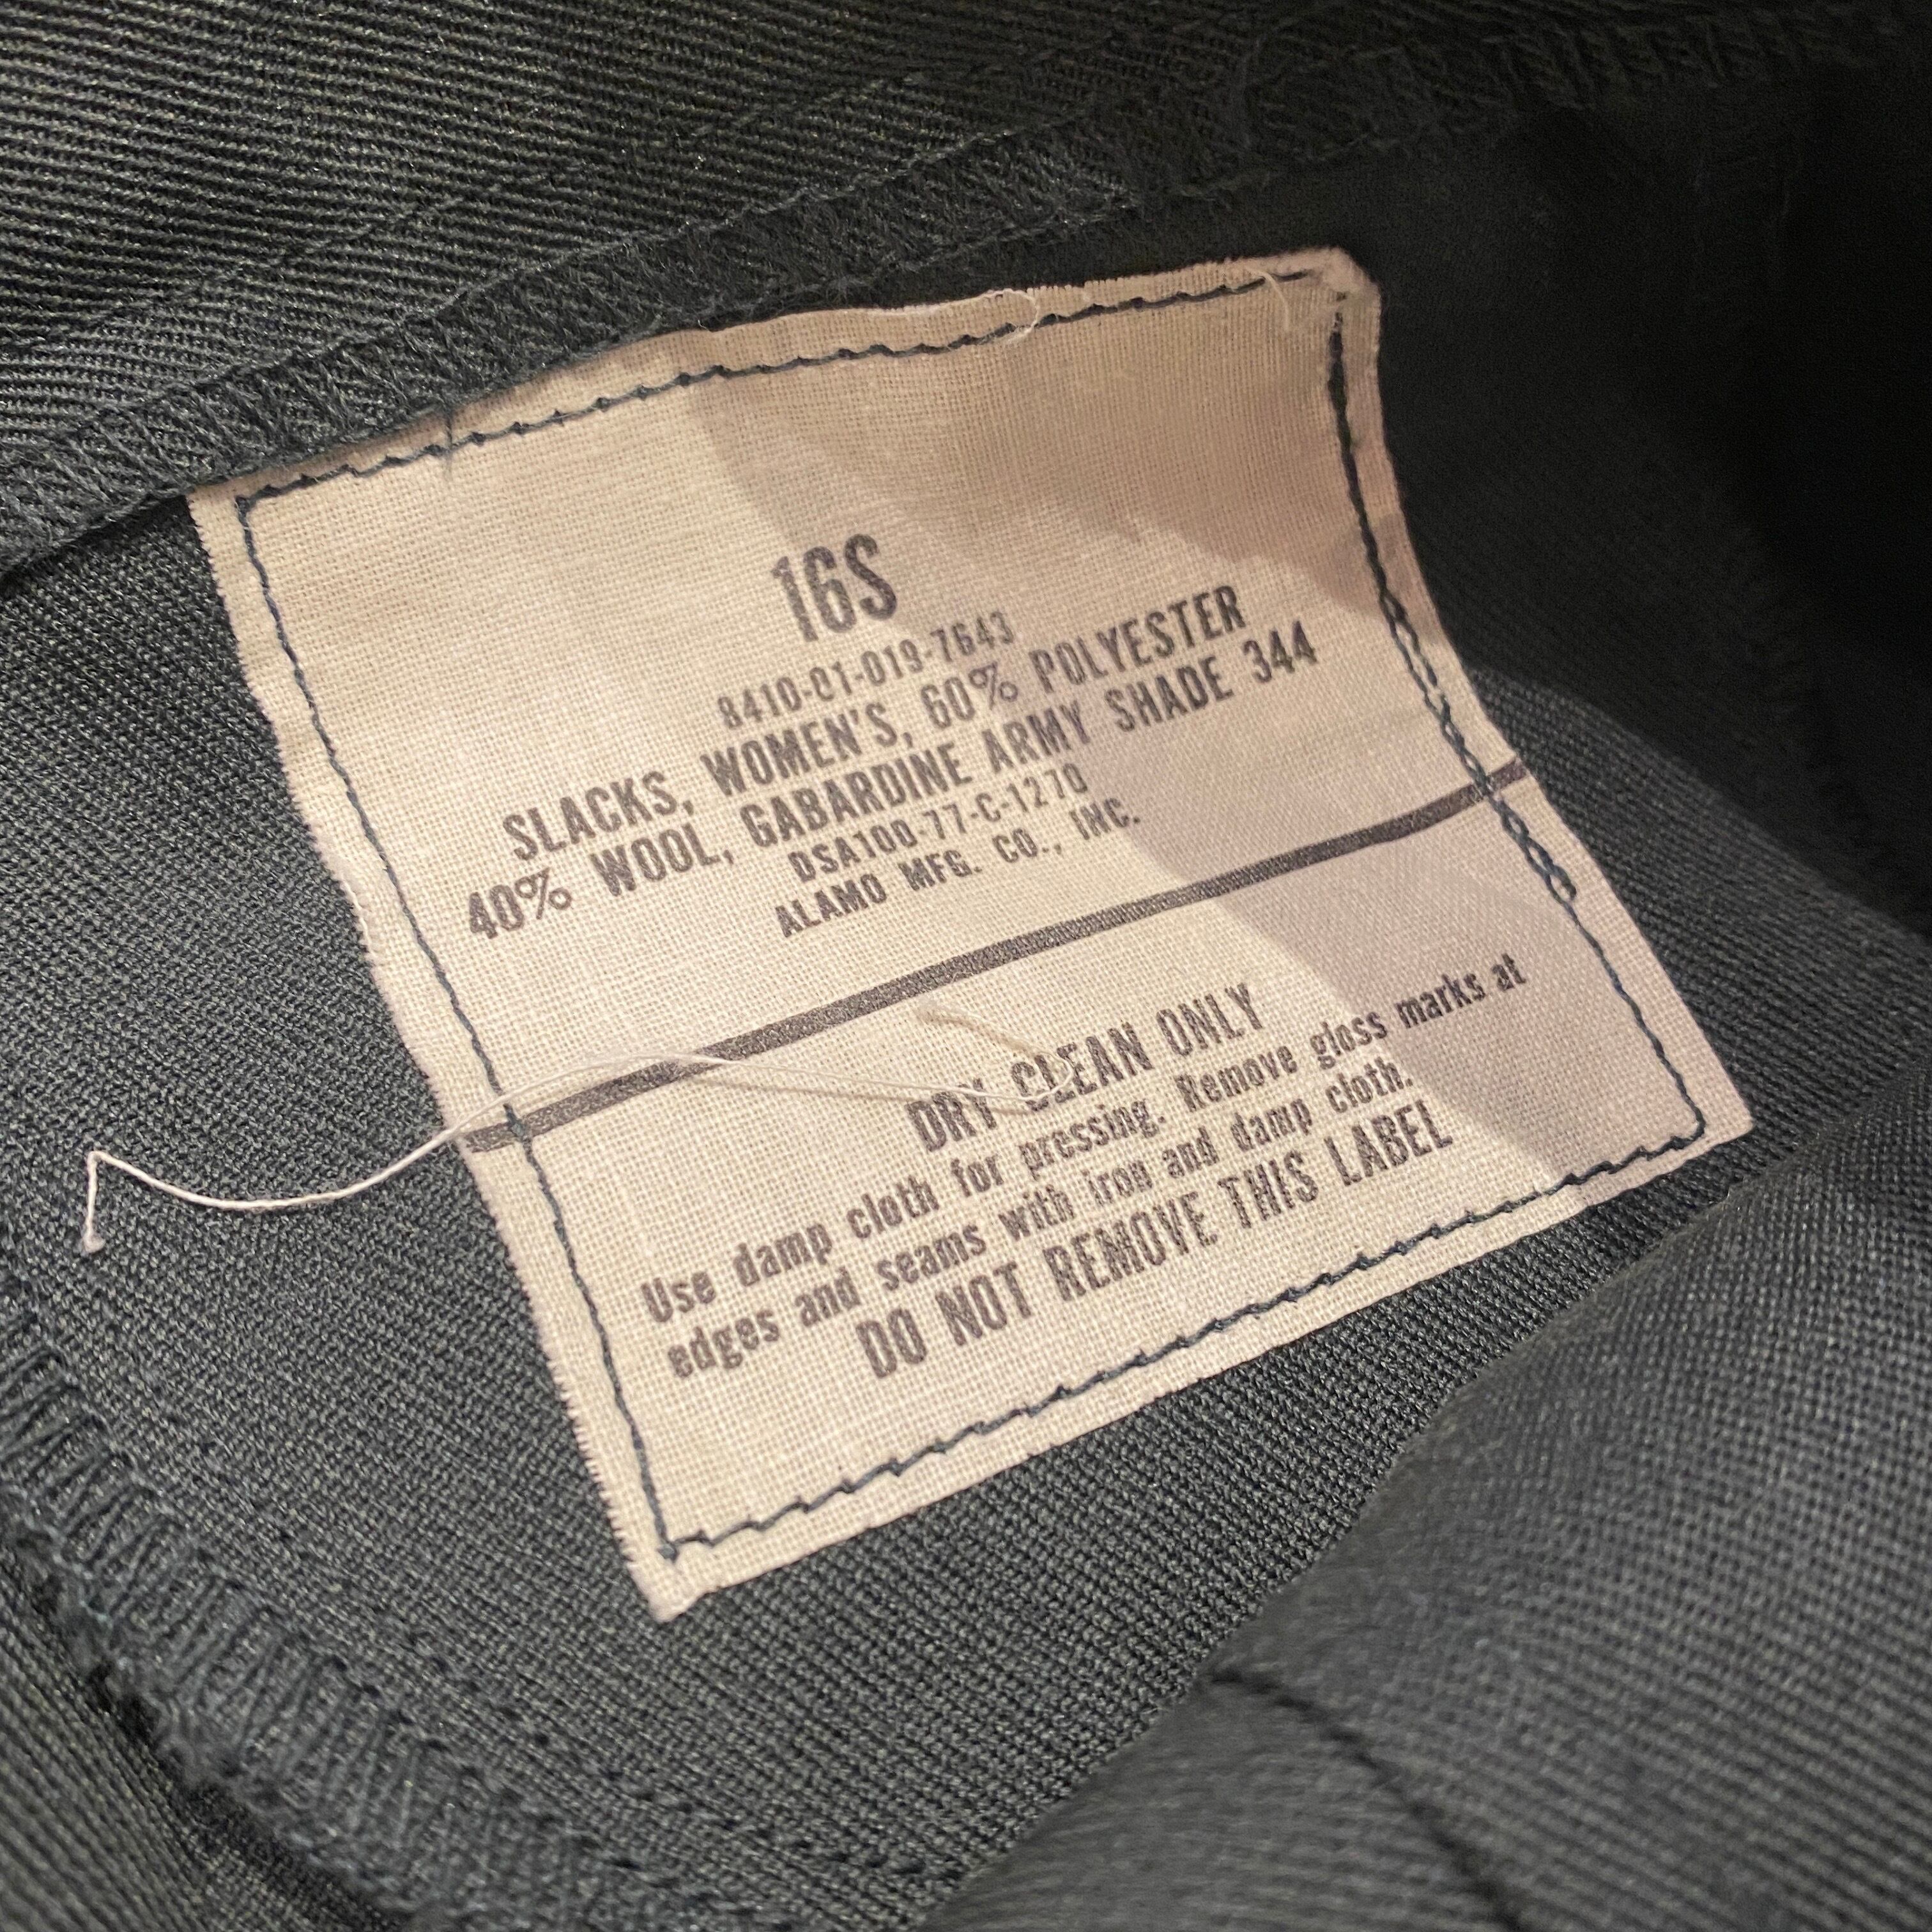 16S
8410-01-019-7643
SLACKS, WOMEN'S, 60% POLYESTER
40% WOOL, GABARDINE ARMY SHADE 344
DSA100-77-C-1270
ALAMO MFG. CO., INC.
DRY CLEAN ONLY
Use damp cloth for pressing. Remove gloss marks at
edges and seams with iron and damp cloth.
DO NOT REMOVE THIS LABEL